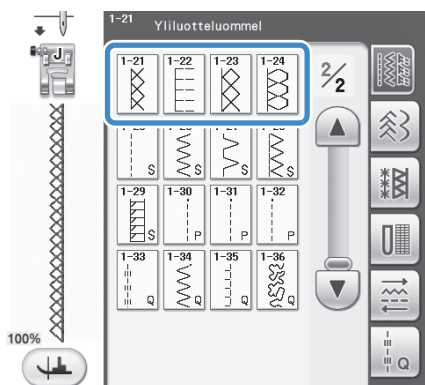 1-21 Yliluotteluommel
J
1-21 1-22 1-23 1-24
2/2
S S S S
1-29 1-30 1-31 1-32
S P P P
1-33 1-34 1-35 1-36
Q Q Q Q
100%
Q